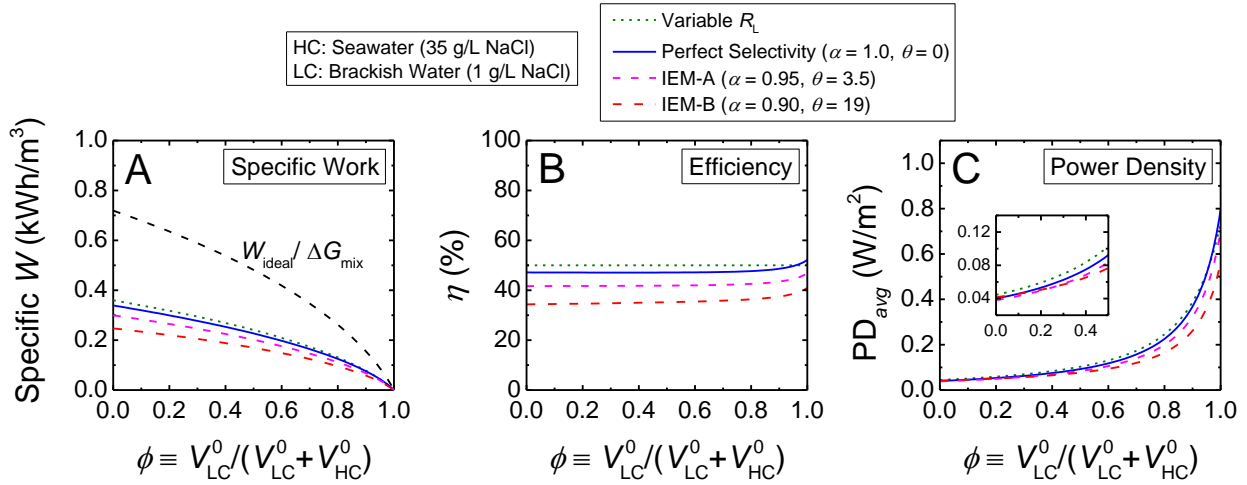 HC: Seawater (35 g/L NaCl)
LC: Brackish Water (1 g/L NaCl)
Variable R_L
Perfect Selectivity (α = 1.0, θ = 0)
IEM-A (α = 0.95, θ = 3.5)
IEM-B (α = 0.90, θ = 19)
A
Specific Work
W_ideal / ΔG_mix
Specific W (kWh/m³)
1.0
0.8
0.6
0.4
0.2
0.0
0.0 0.2 0.4 0.6 0.8 1.0
ϕ ≡ V⁰_LC/(V⁰_LC+V⁰_HC)
B
Efficiency
η (%)
100
80
60
40
20
0
0.0 0.2 0.4 0.6 0.8 1.0
ϕ ≡ V⁰_LC/(V⁰_LC+V⁰_HC)
C
Power Density
PD_avg (W/m²)
1.0
0.8
0.6
0.4
0.2
0.0
0.12
0.08
0.04
0.0 0.2 0.4
0.0 0.2 0.4 0.6 0.8 1.0
ϕ ≡ V⁰_LC/(V⁰_LC+V⁰_HC)